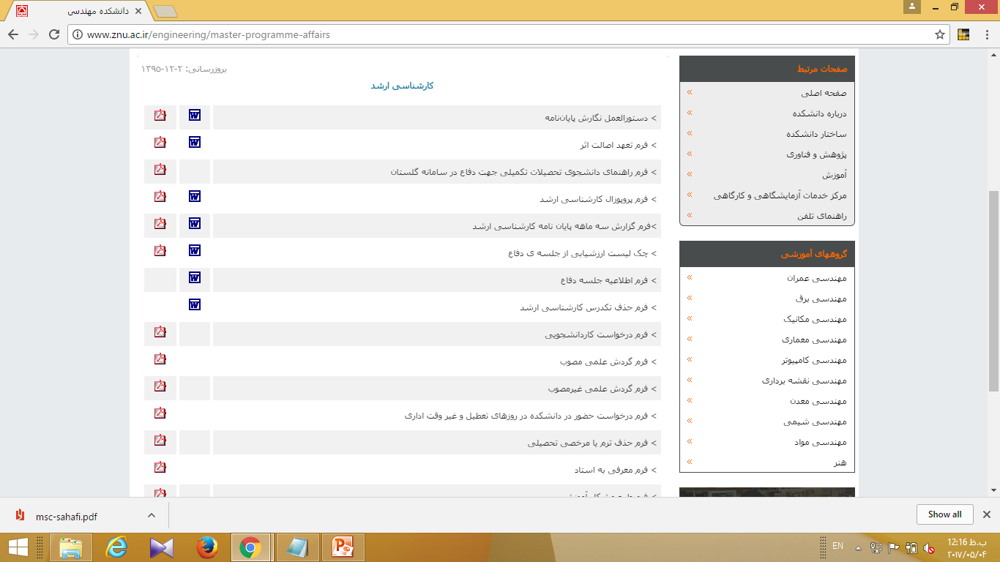 دانشکده مهندسی
www.znu.ac.ir/engineering/master-programme-affairs
بروزرسانی: ۲-۱۲-۱۳۹۵
کارشناسی ارشد
> دستورالعمل نگارش پایان‌نامه
> فرم تعهد اصالت اثر
> فرم راهنمای دانشجوی تحصیلات تکمیلی جهت دفاع در سامانه گلستان
> فرم پروپوزال کارشناسی ارشد
>فرم گزارش سه ماهه پایان نامه کارشناسی ارشد
> چک لیست ارزشیابی از جلسه ی دفاع
> فرم اطلاعیه جلسه دفاع
> فرم حذف تکدرس کارشناسی ارشد
> فرم درخواست کاردانشجویی
> فرم گردش علمی مصوب
> فرم گردش علمی غیرمصوب
> فرم درخواست حضور در دانشکده در روزهای تعطیل و غیر وقت اداری
> فرم حذف ترم یا مرخصی تحصیلی
> فرم معرفی به استاد
صفحات مرتبط
صفحه اصلی
درباره دانشکده
ساختار دانشکده
پژوهش و فناوری
آموزش
مرکز خدمات آزمایشگاهی و کارگاهی
راهنمای تلفن
گروههای آموزشی
مهندسی عمران
مهندسی برق
مهندسی مکانیک
مهندسی معماری
مهندسی کامپیوتر
مهندسی نقشه برداری
مهندسی معدن
مهندسی شیمی
مهندسی مواد
هنر
msc-sahafi.pdf
Show all
EN
12:16 ب.ظ
۲۰۱۷/۰۵/۰۴